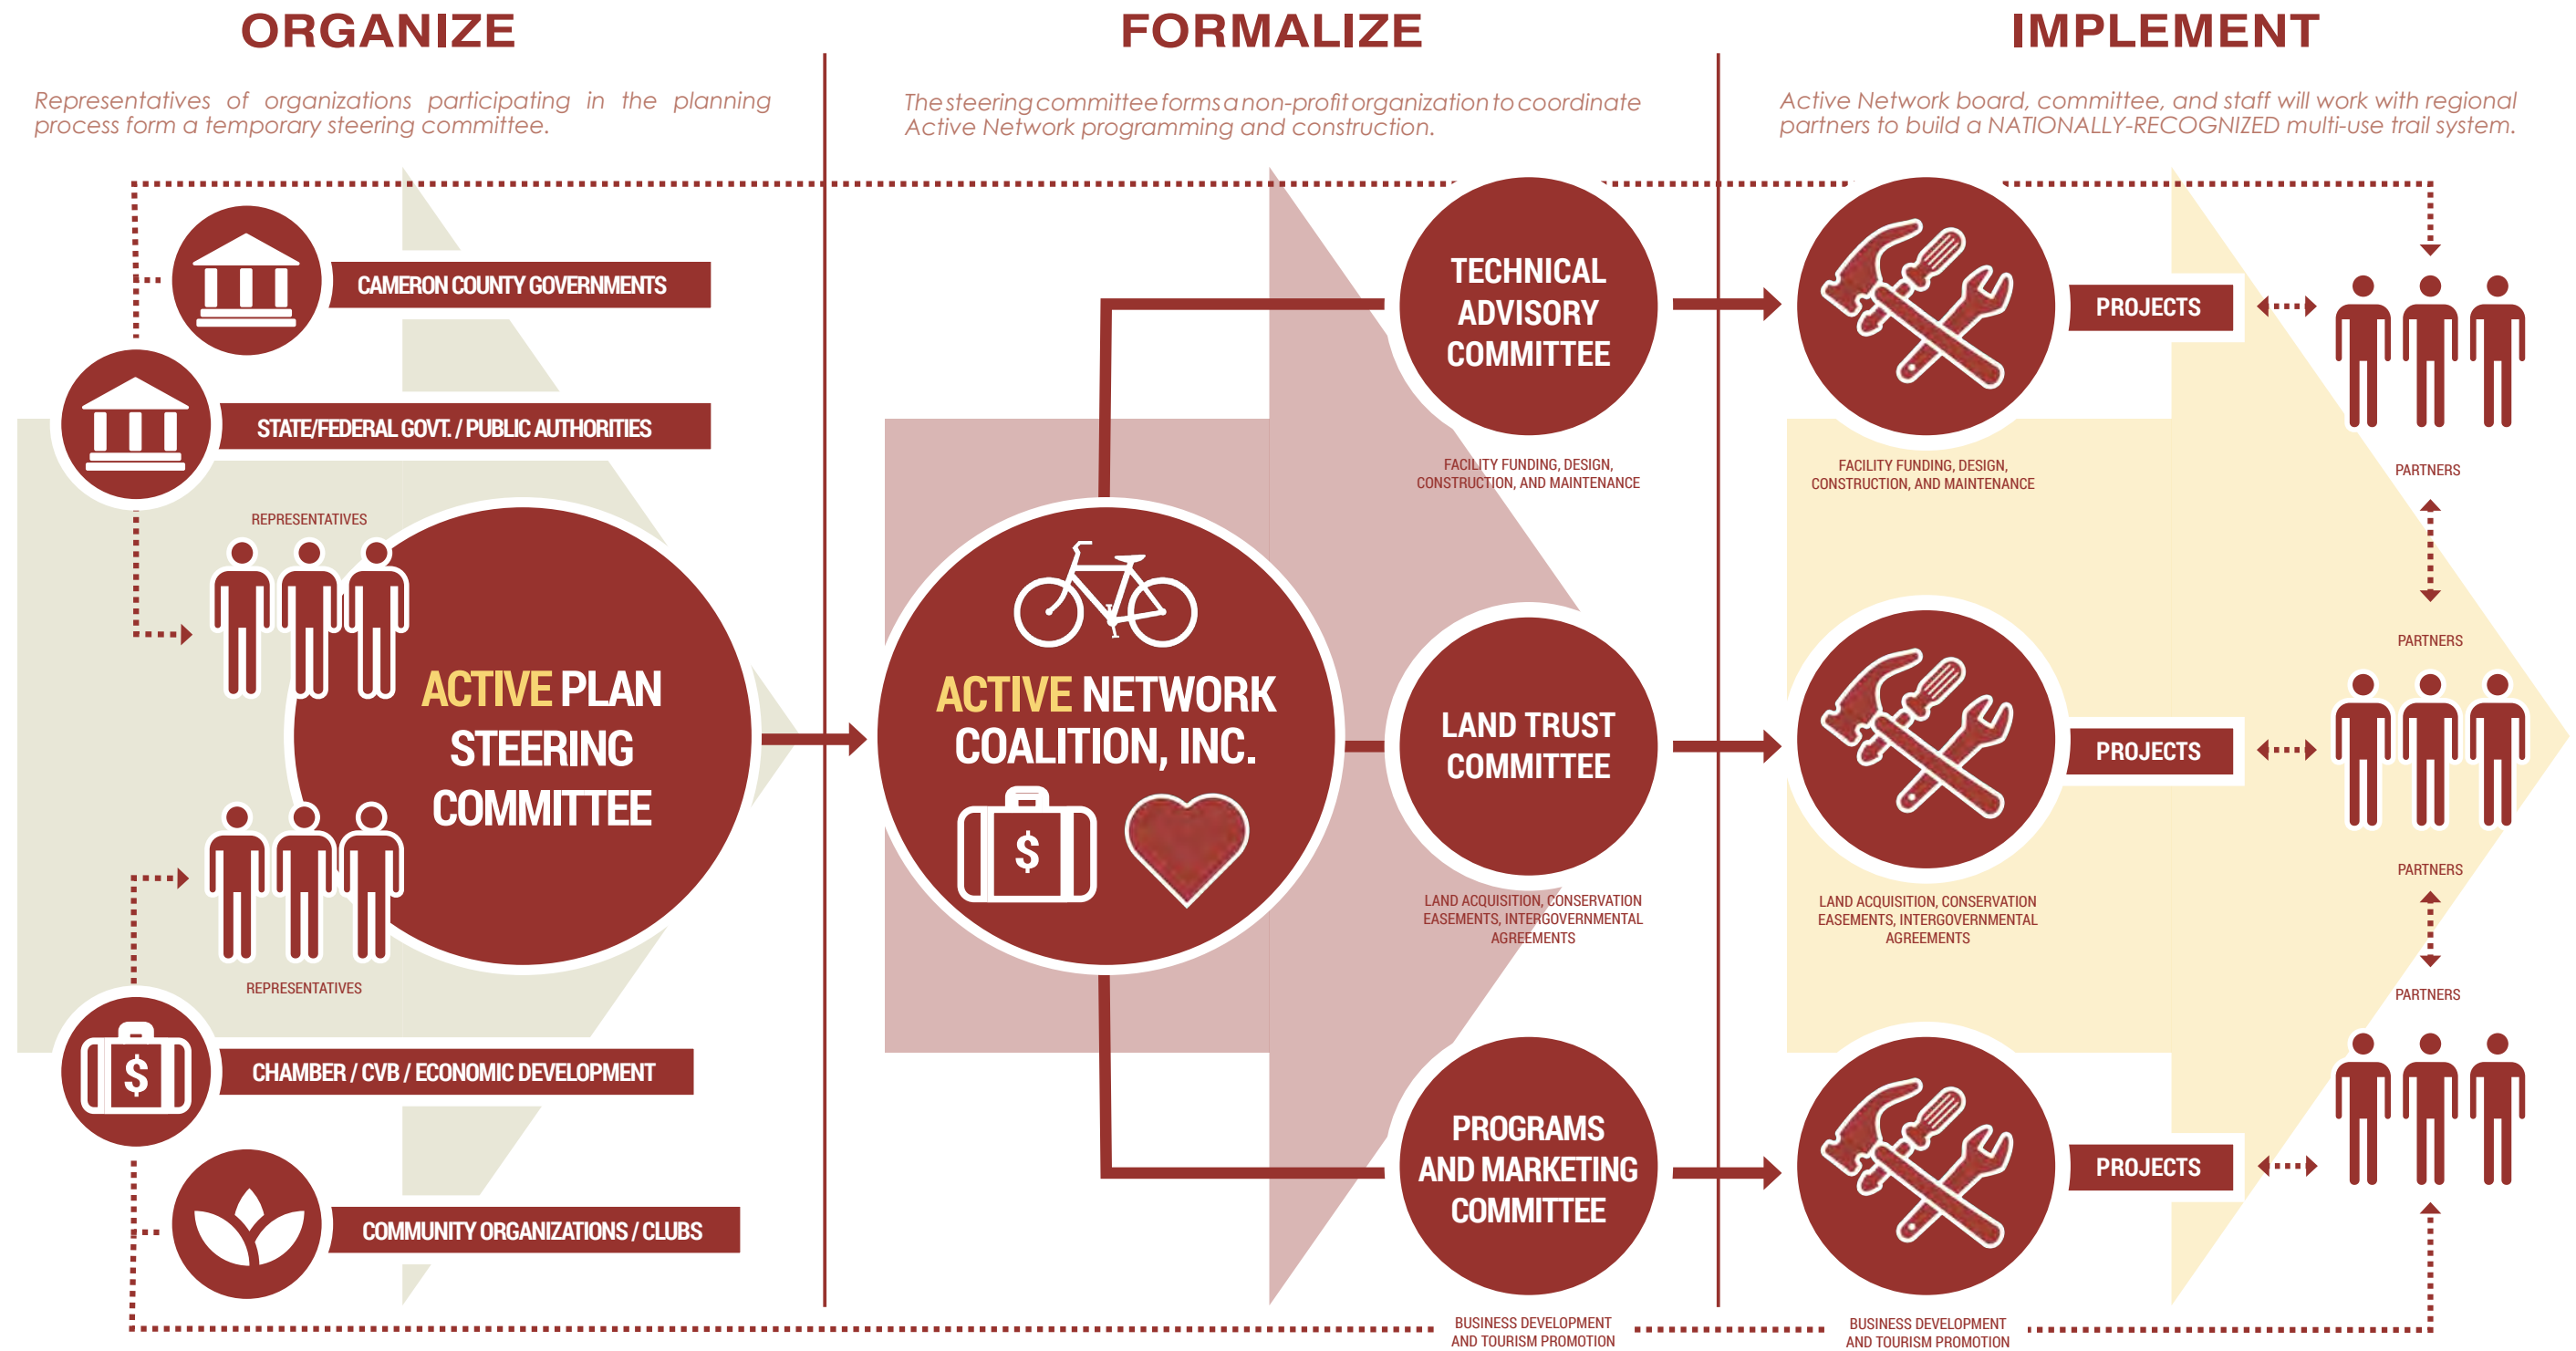 ORGANIZE
Representatives of organizations participating in the planning
process form a temporary steering committee.
CAMERON COUNTY GOVERNMENTS
STATE/FEDERAL GOVT. / PUBLIC AUTHORITIES
REPRESENTATIVES
ACTIVE PLAN
STEERING
COMMITTEE
REPRESENTATIVES
$
CHAMBER / CVB / ECONOMIC DEVELOPMENT
COMMUNITY ORGANIZATIONS / CLUBS
FORMALIZE
The steering committee forms a non-profit organization to coordinate
Active Network programming and construction.
ACTIVE NETWORK
COALITION, INC.
$
TECHNICAL
ADVISORY
COMMITTEE
FACILITY FUNDING, DESIGN,
CONSTRUCTION, AND MAINTENANCE
LAND TRUST
COMMITTEE
LAND ACQUISITION, CONSERVATION
EASEMENTS, INTERGOVERNMENTAL
AGREEMENTS
PROGRAMS
AND MARKETING
COMMITTEE
BUSINESS DEVELOPMENT
AND TOURISM PROMOTION
IMPLEMENT
Active Network board, committee, and staff will work with regional
partners to build a NATIONALLY-RECOGNIZED multi-use trail system.
PROJECTS
FACILITY FUNDING, DESIGN,
CONSTRUCTION, AND MAINTENANCE
PARTNERS
PARTNERS
PROJECTS
LAND ACQUISITION, CONSERVATION
EASEMENTS, INTERGOVERNMENTAL
AGREEMENTS
PARTNERS
PARTNERS
PROJECTS
BUSINESS DEVELOPMENT
AND TOURISM PROMOTION